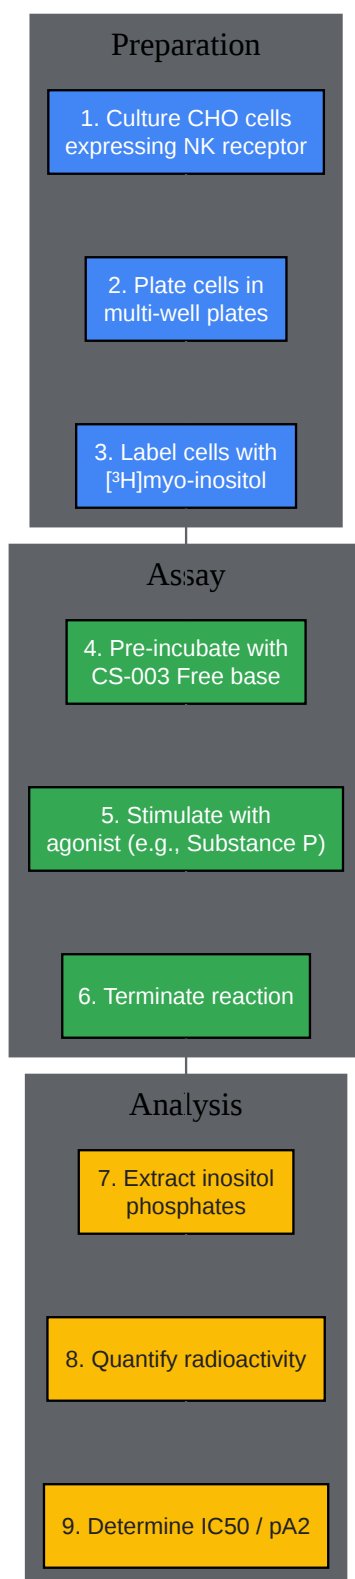 Preparation
1. Culture CHO cells
expressing NK receptor
2. Plate cells in
multi-well plates
3. Label cells with
[³H]myo-inositol
Assay
4. Pre-incubate with
CS-003 Free base
5. Stimulate with
agonist (e.g., Substance P)
6. Terminate reaction
Analysis
7. Extract inositol
phosphates
8. Quantify radioactivity
9. Determine IC50 / pA2